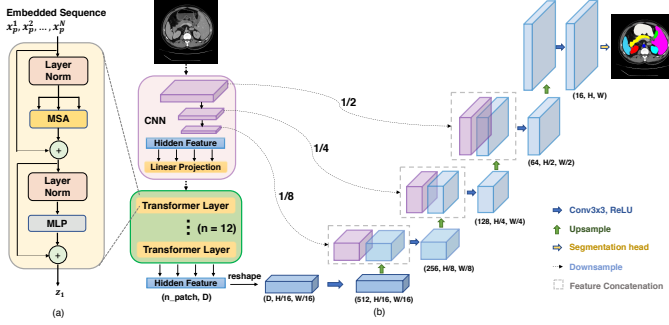 Embedded Sequence
x_p^1, x_p^2, ..., x_p^N
Layer
Norm
MSA
+
Layer
Norm
MLP
+
z_1
(a)
CNN
Hidden Feature
Linear Projection
Transformer Layer
(n = 12)
Transformer Layer
Hidden Feature
(n_patch, D)
reshape
(D, H/16, W/16)
(512, H/16, W/16)
(b)
1/2
1/4
1/8
(256, H/8, W/8)
(128, H/4, W/4)
(64, H/2, W/2)
(16, H, W)
Conv3x3, ReLU
Upsample
Segmentation head
Downsample
Feature Concatenation